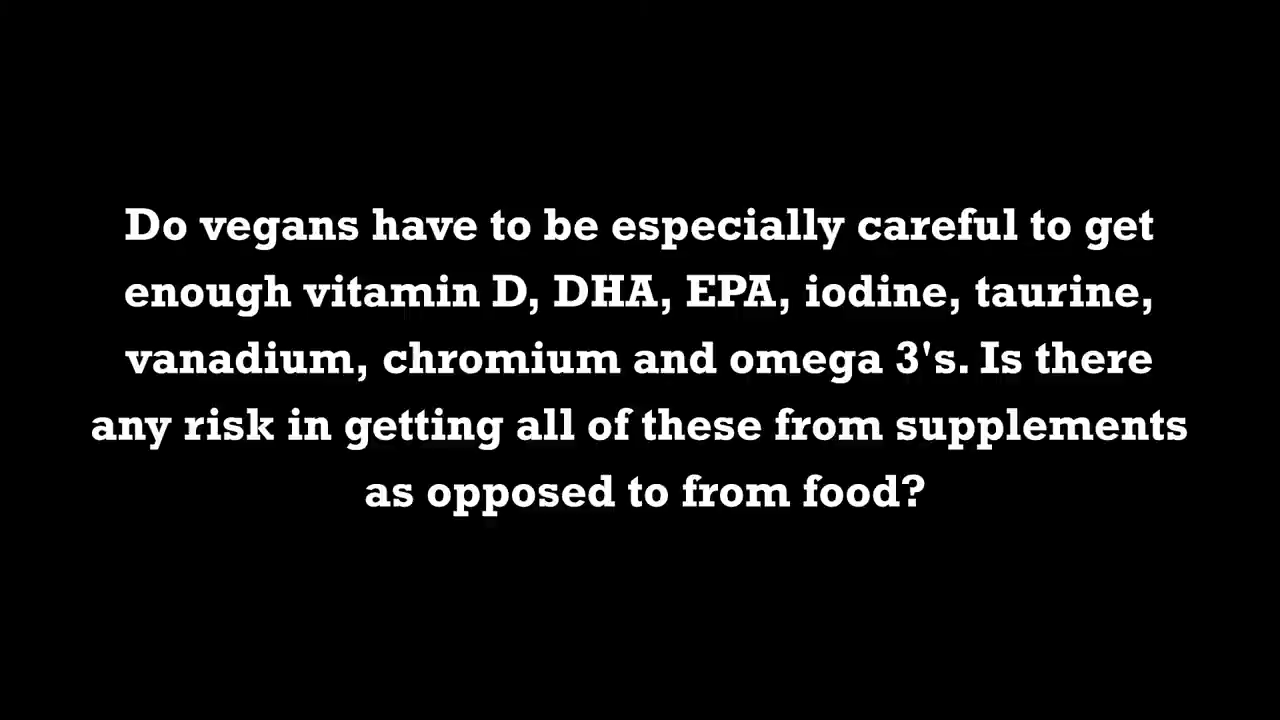 Do vegans have to be especially careful to get
enough vitamin D, DHA, EPA, iodine, taurine,
vanadium, chromium and omega 3's. Is there
any risk in getting all of these from supplements
as opposed to from food?